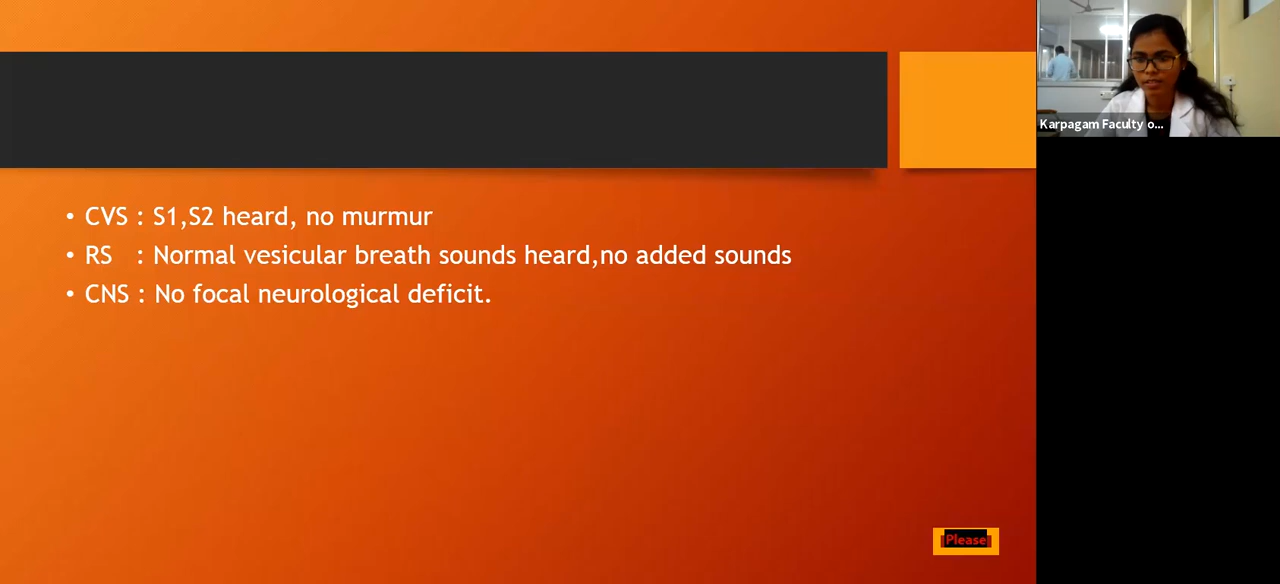 Karpagam Faculty o...
• CVS : S1,S2 heard, no murmur
• RS : Normal vesicular breath sounds heard,no added sounds
• CNS : No focal neurological deficit.
Please